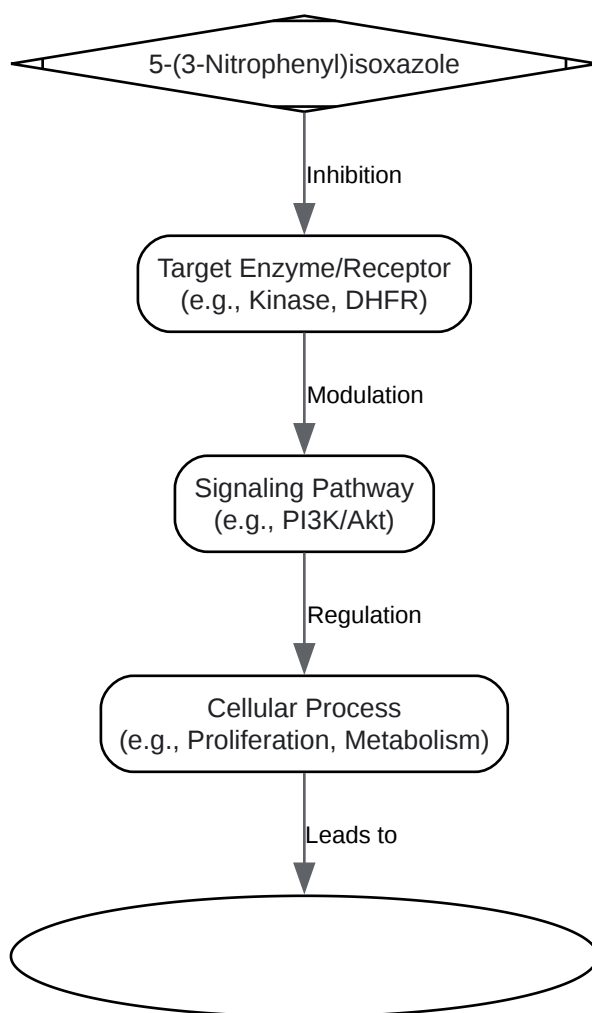 5-(3-Nitrophenyl)isoxazole
Inhibition
Target Enzyme/Receptor
(e.g., Kinase, DHFR)
Modulation
Signaling Pathway
(e.g., PI3K/Akt)
Regulation
Cellular Process
(e.g., Proliferation, Metabolism)
Leads to